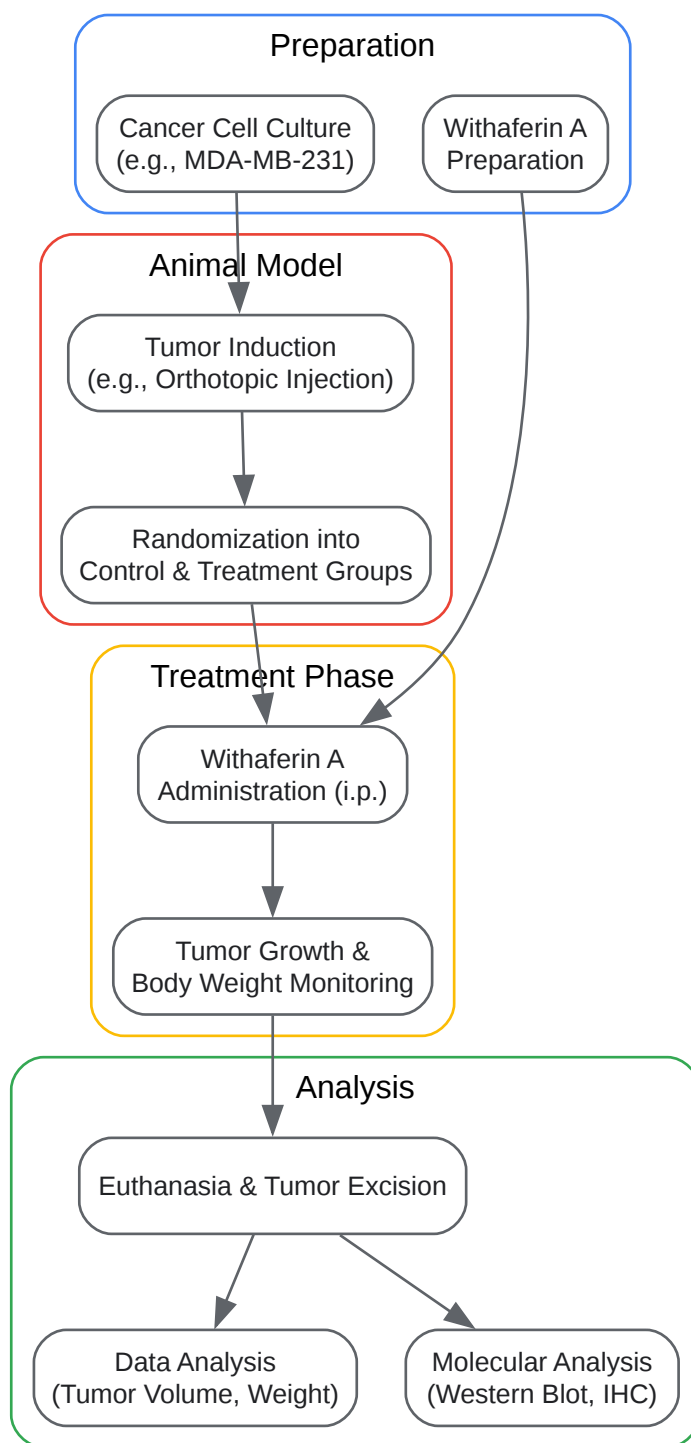 Preparation
Cancer Cell Culture
(e.g., MDA-MB-231)
Withaferin A
Preparation
Animal Model
Tumor Induction
(e.g., Orthotopic Injection)
Randomization into
Control & Treatment Groups
Treatment Phase
Withaferin A
Administration (i.p.)
Tumor Growth &
Body Weight Monitoring
Analysis
Euthanasia & Tumor Excision
Data Analysis
(Tumor Volume, Weight)
Molecular Analysis
(Western Blot, IHC)